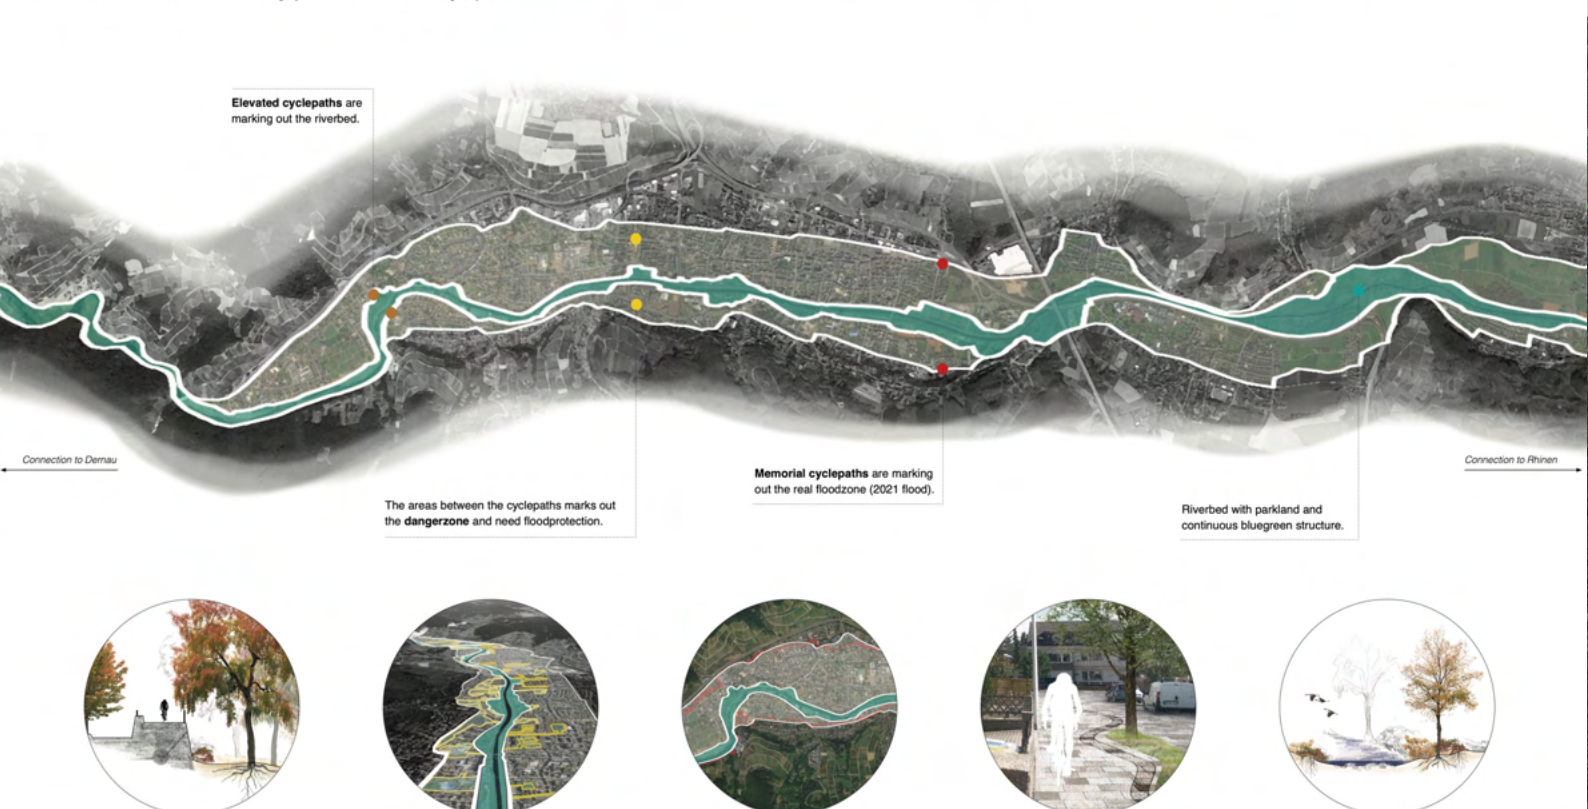 Elevated cyclepaths are
marking out the riverbed.
Connection to Dernau
Connection to Rhinen
Memorial cyclepaths are marking
out the real floodzone (2021 flood).
The areas between the cyclepaths marks out
the dangerzone and need floodprotection.
Riverbed with parkland and
continuous bluegreen structure.